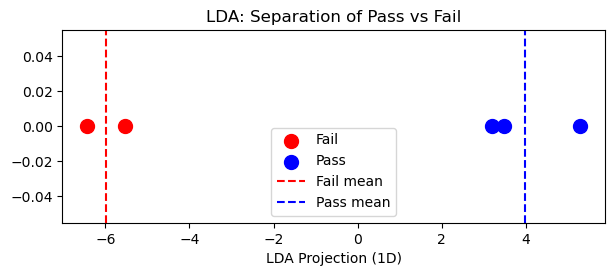 LDA: Separation of Pass vs Fail
0.04
0.02
0.00
−0.02
−0.04
Fail
Pass
Fail mean
Pass mean
−6 −4 −2 0 2 4
LDA Projection (1D)